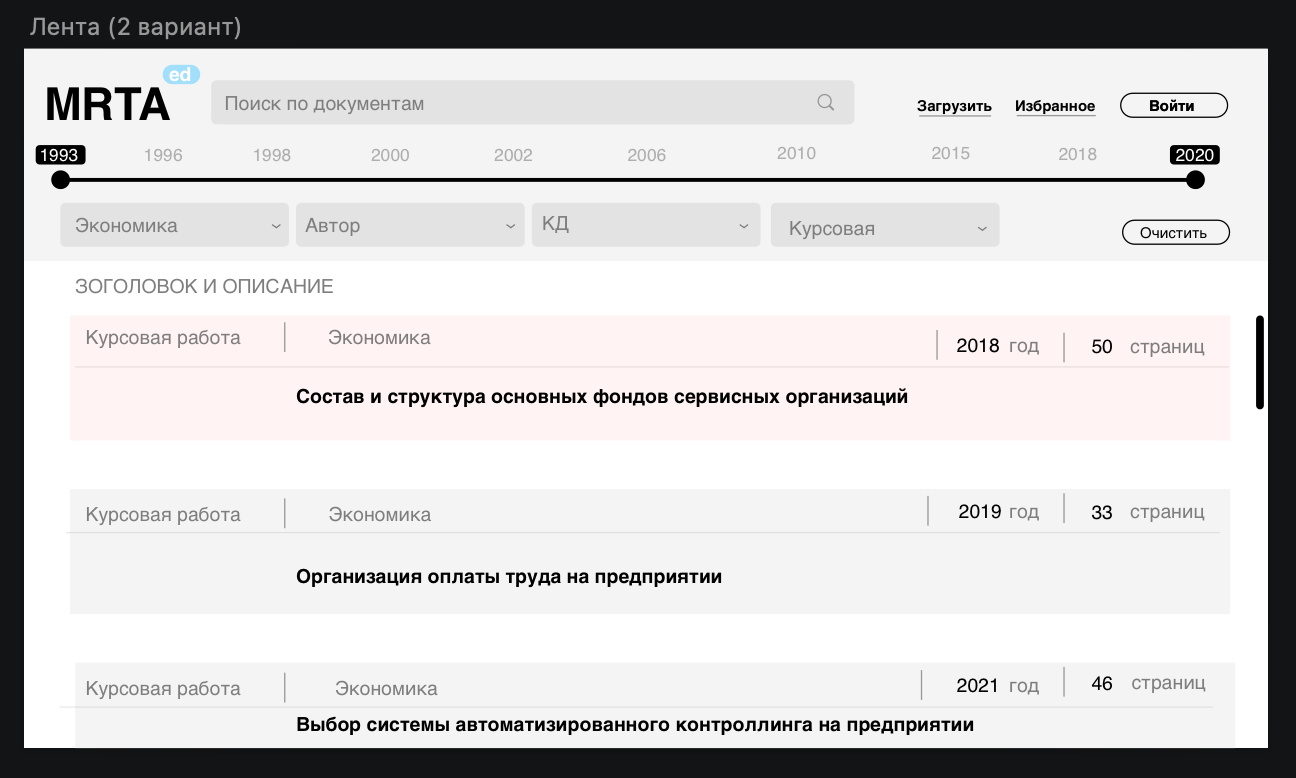 Лента (2 вариант)
ed
MRTA
Поиск по документам
Загрузить Избранное Войти
1993 1996 1998 2000 2002 2006 2010 2015 2018 2020
Экономика Автор КД Курсовая Очистить
ЗОГОЛОВОК И ОПИСАНИЕ
Курсовая работа Экономика 2018 год 50 страниц
Состав и структура основных фондов сервисных организаций
Курсовая работа Экономика 2019 год 33 страниц
Организация оплаты труда на предприятии
Курсовая работа Экономика 2021 год 46 страниц
Выбор системы автоматизированного контроллинга на предприятии